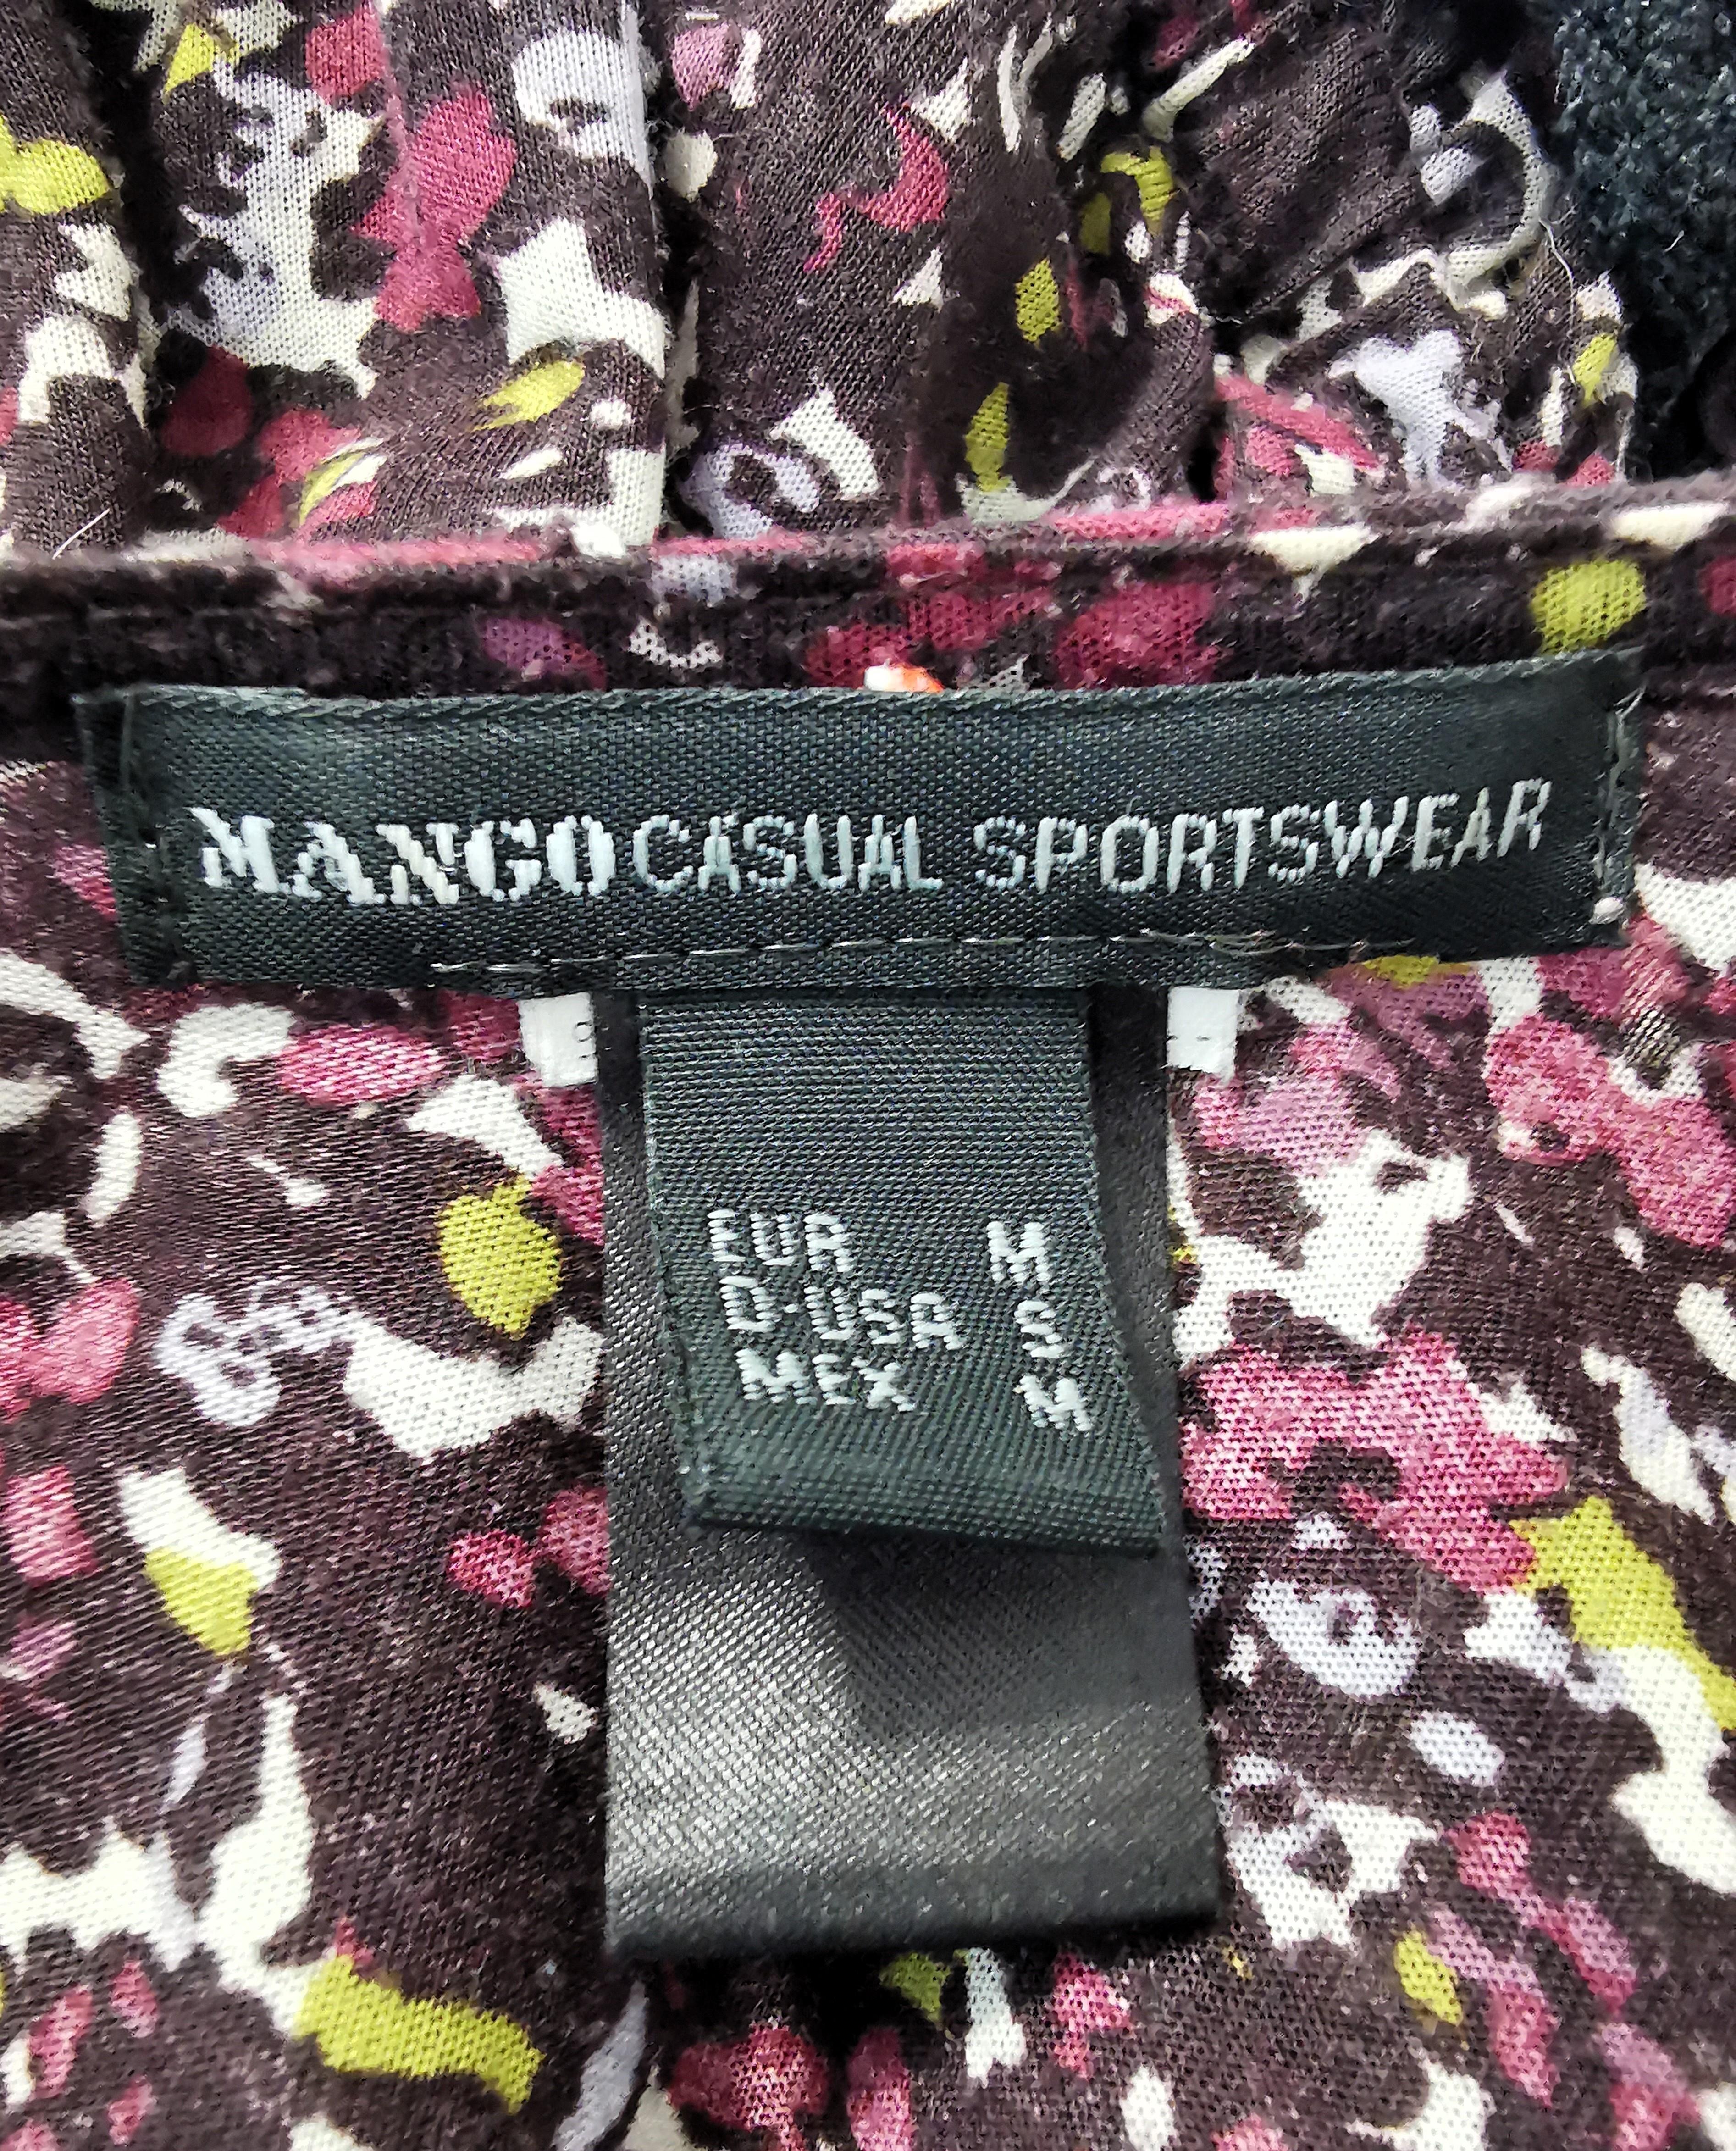 MANGO CASUAL SPORTSWEAR
EUR M
D-USA S
MEX M